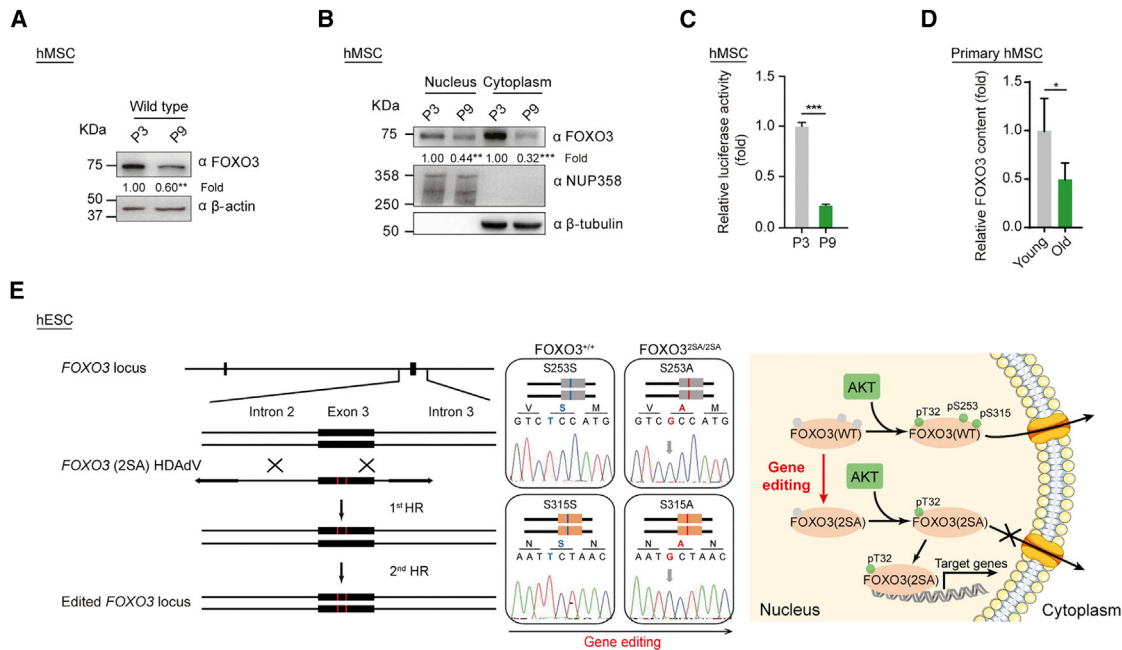 A
hMSC
Wild type
KDa
P3
P9
75
α FOXO3
1.00 0.60** Fold
50
37
α β-actin
B
hMSC
Nucleus Cytoplasm
KDa
P3
P9
P3
P9
75
α FOXO3
1.00 0.44** 1.00 0.32*** Fold
358
α NUP358
250
50
α β-tubulin
C
hMSC
Relative luciferase activity
(fold)
1.5
1.0
0.5
0.0
***
P3 P9
D
Primary hMSC
Relative FOXO3 content (fold)
1.5
1.0
0.5
0.0
*
Young
Old
E
hESC
FOXO3 locus
Intron 2 Exon 3 Intron 3
FOXO3 (2SA) HDAdV
1st HR
2nd HR
Edited FOXO3 locus
FOXO3+/+
S253S
V S M
G T C T C C A T G
S315S
N S N
A A T T C T A A C
FOXO32SA/2SA
S253A
V A M
G T C G C C A T G
S315A
N A N
A A T G C T A A C
Gene editing
AKT
FOXO3(WT)
pT32
pS253
pS315
FOXO3(WT)
Gene
editing
AKT
FOXO3(2SA)
pT32
FOXO3(2SA)
pT32
FOXO3(2SA)
Target genes
Nucleus
Cytoplasm